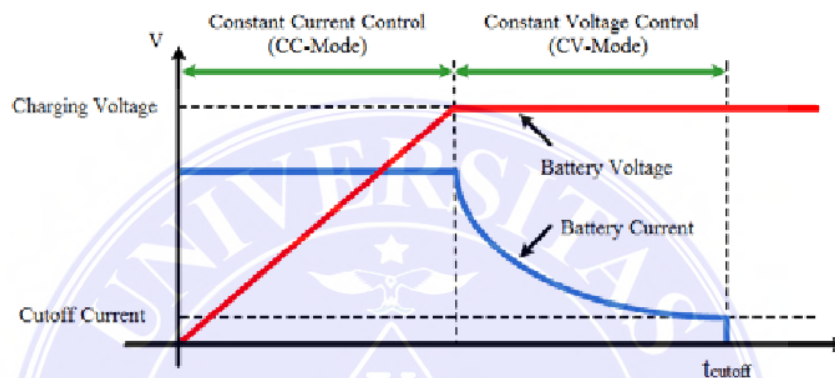 Constant Current Control
(CC-Mode)
Constant Voltage Control
(CV-Mode)
V
Charging Voltage
Battery Voltage
Battery Current
Cutoff Current
tcutoff
UNIVERSITAS